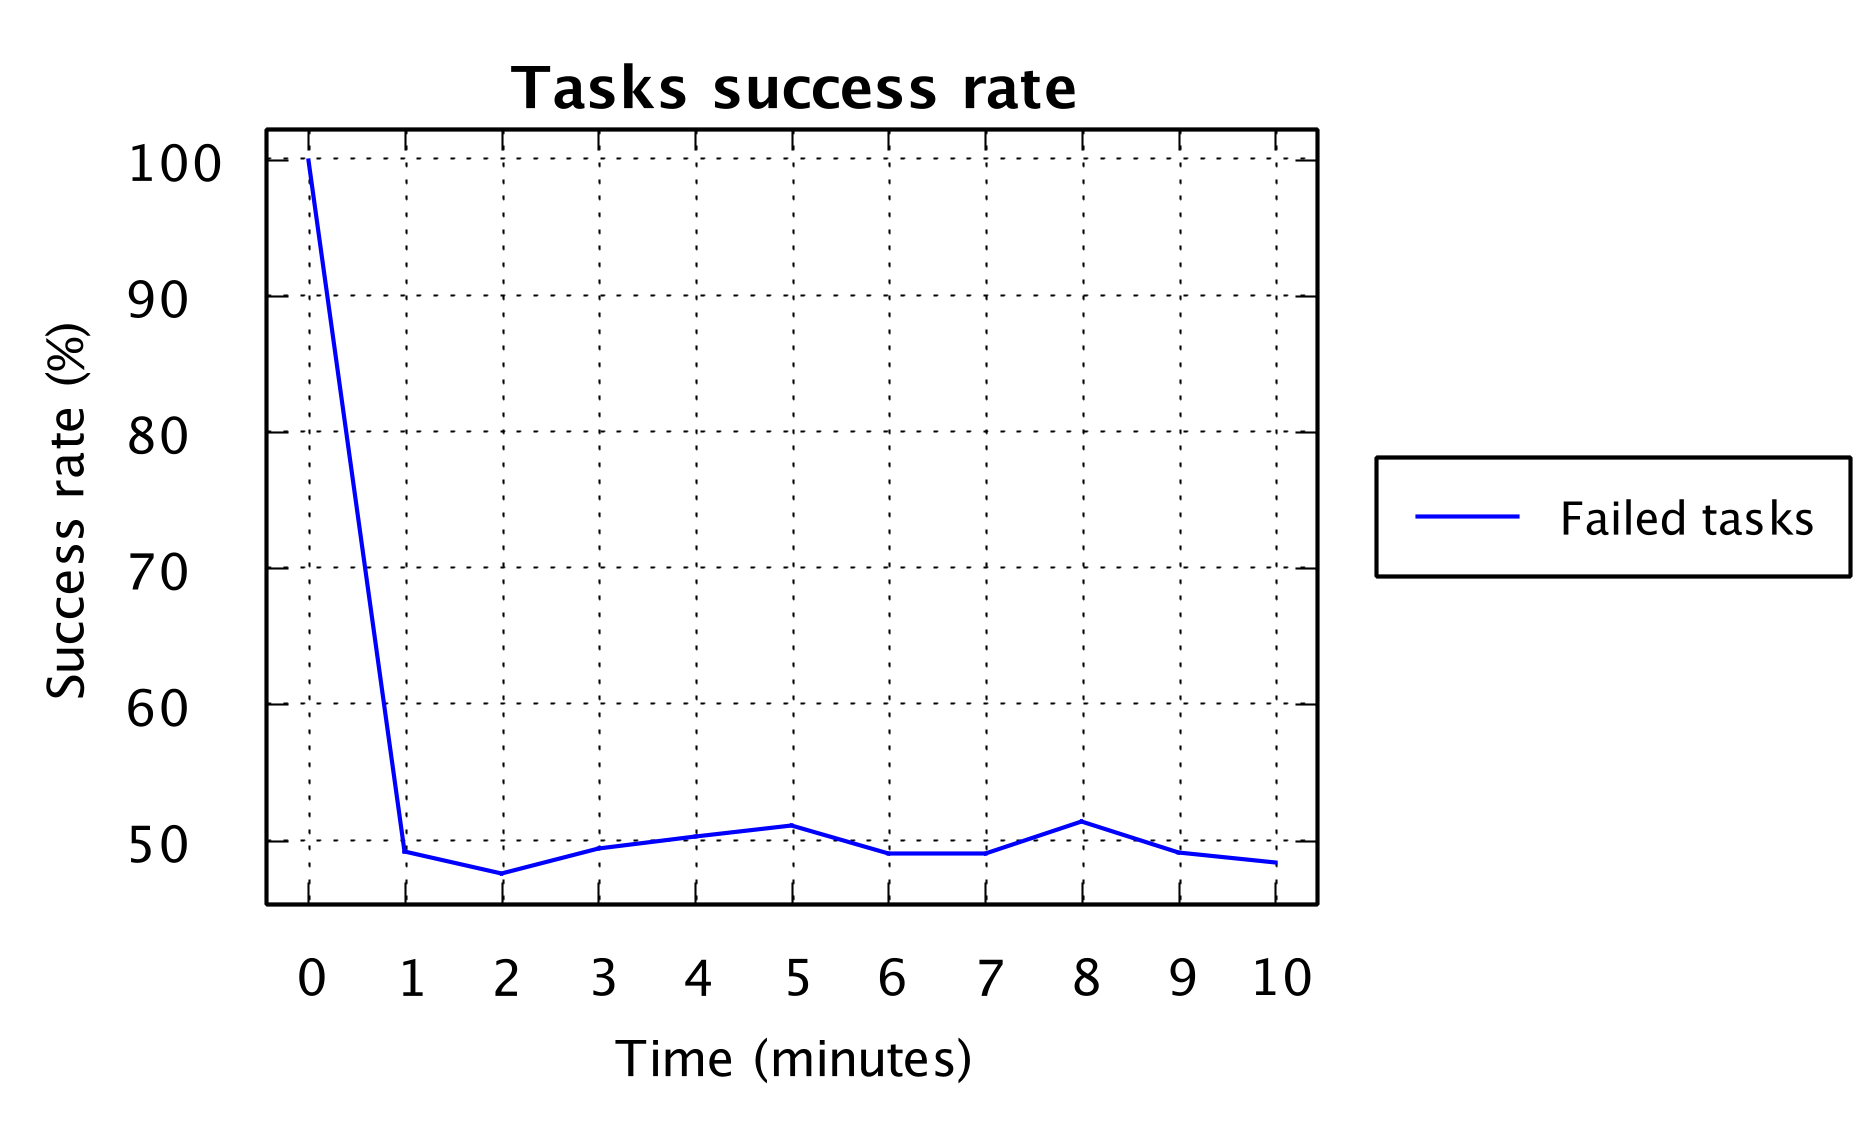 Tasks success rate
100
90
80
70
60
50
Success rate (%)
Failed tasks
0 1 2 3 4 5 6 7 8 9 10
Time (minutes)